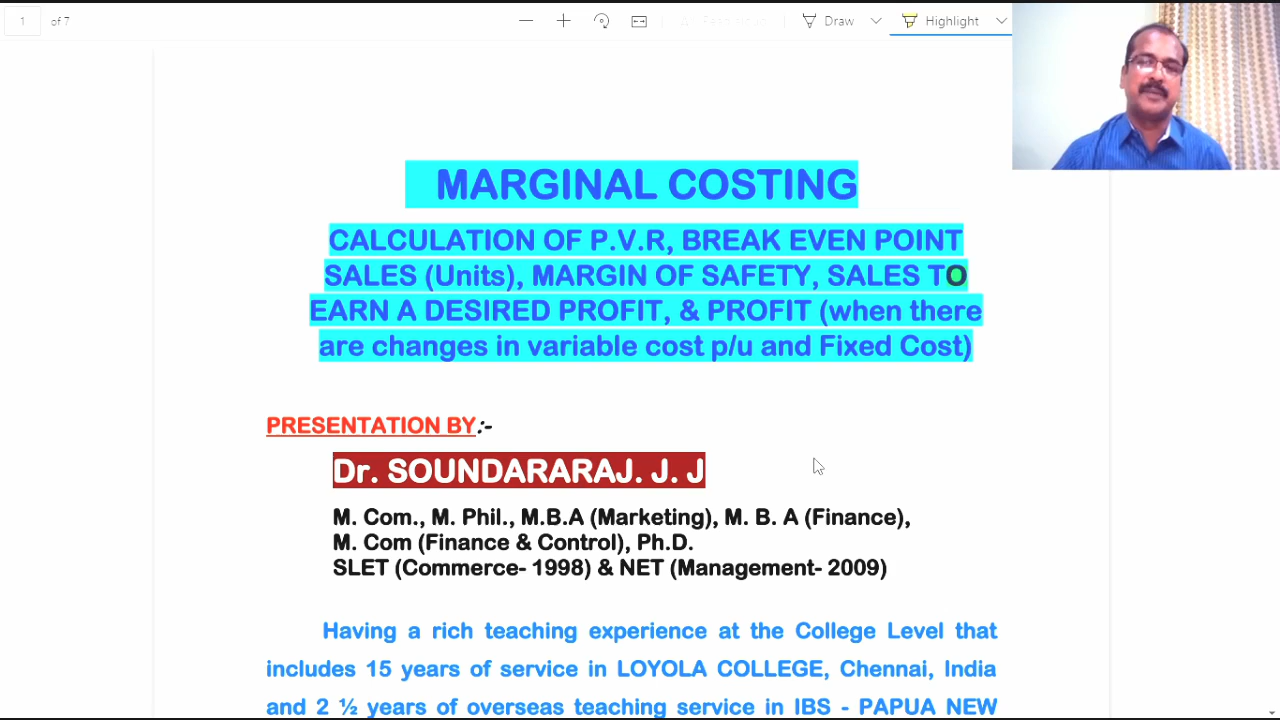 1 of 7
Draw
Highlight
MARGINAL COSTING
CALCULATION OF P.V.R, BREAK EVEN POINT
SALES (Units), MARGIN OF SAFETY, SALES TO
EARN A DESIRED PROFIT, & PROFIT (when there
are changes in variable cost p/u and Fixed Cost)
PRESENTATION BY:-
Dr. SOUNDARARAJ. J. J
M. Com., M. Phil., M.B.A (Marketing), M. B. A (Finance),
M. Com (Finance & Control), Ph.D.
SLET (Commerce- 1998) & NET (Management- 2009)
Having a rich teaching experience at the College Level that
includes 15 years of service in LOYOLA COLLEGE, Chennai, India
and 2 ½ years of overseas teaching service in IBS - PAPUA NEW